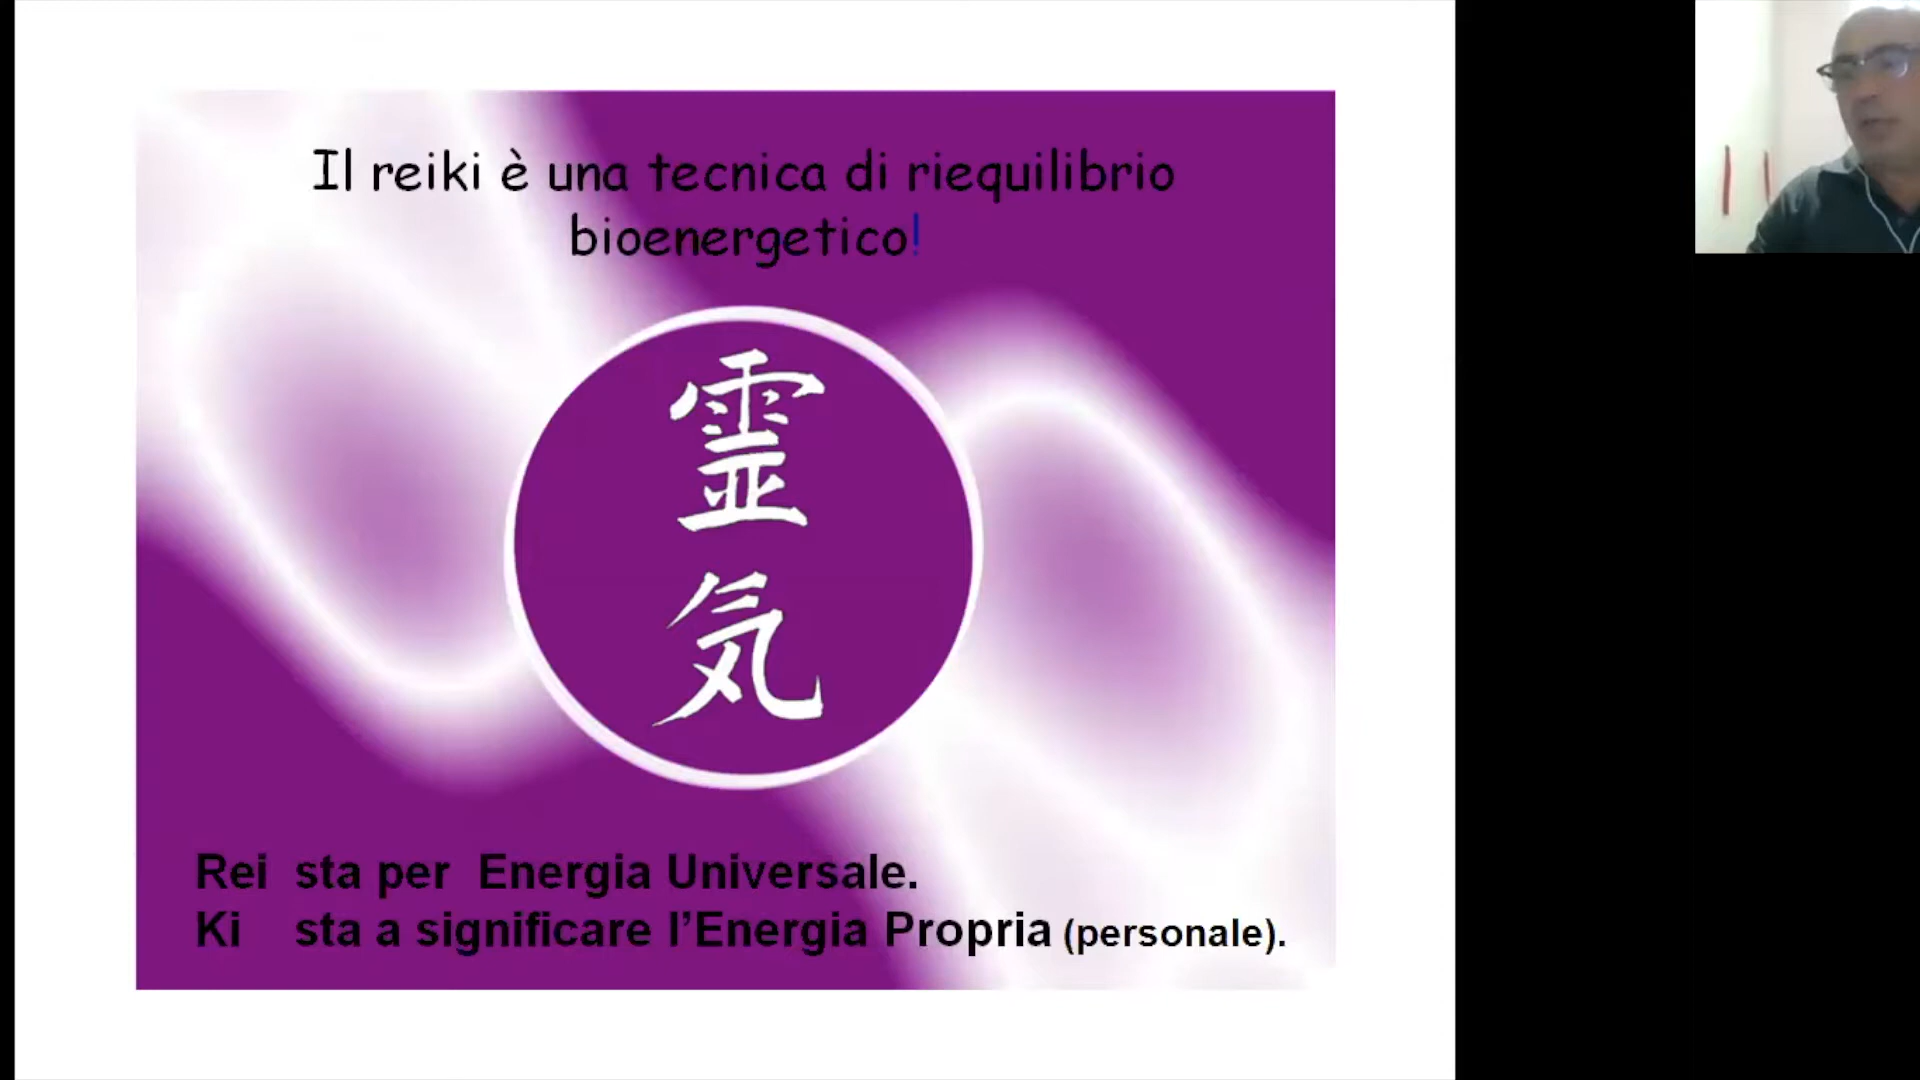 Il reiki è una tecnica di riequilibrio
bioenergetico!
靈
気
Rei sta per Energia Universale.
Ki sta a significare l’Energia Propria (personale).